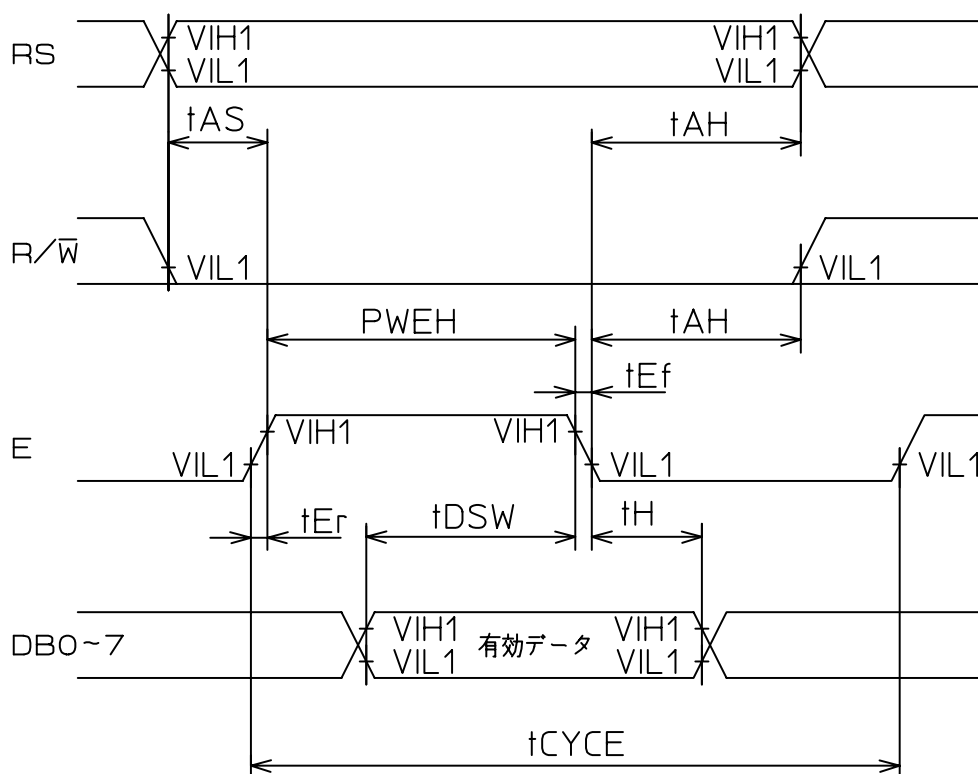 RS VIH1 VIH1
VIL1 VIL1
tAS tAH
R/W̅ VIL1 VIL1
PWEH tAH
tEf
E VIH1 VIH1
VIL1 VIL1 VIL1
tEr tDSW tH
DB0~7 VIH1 有効データ VIH1
VIL1 VIL1
tCYCE